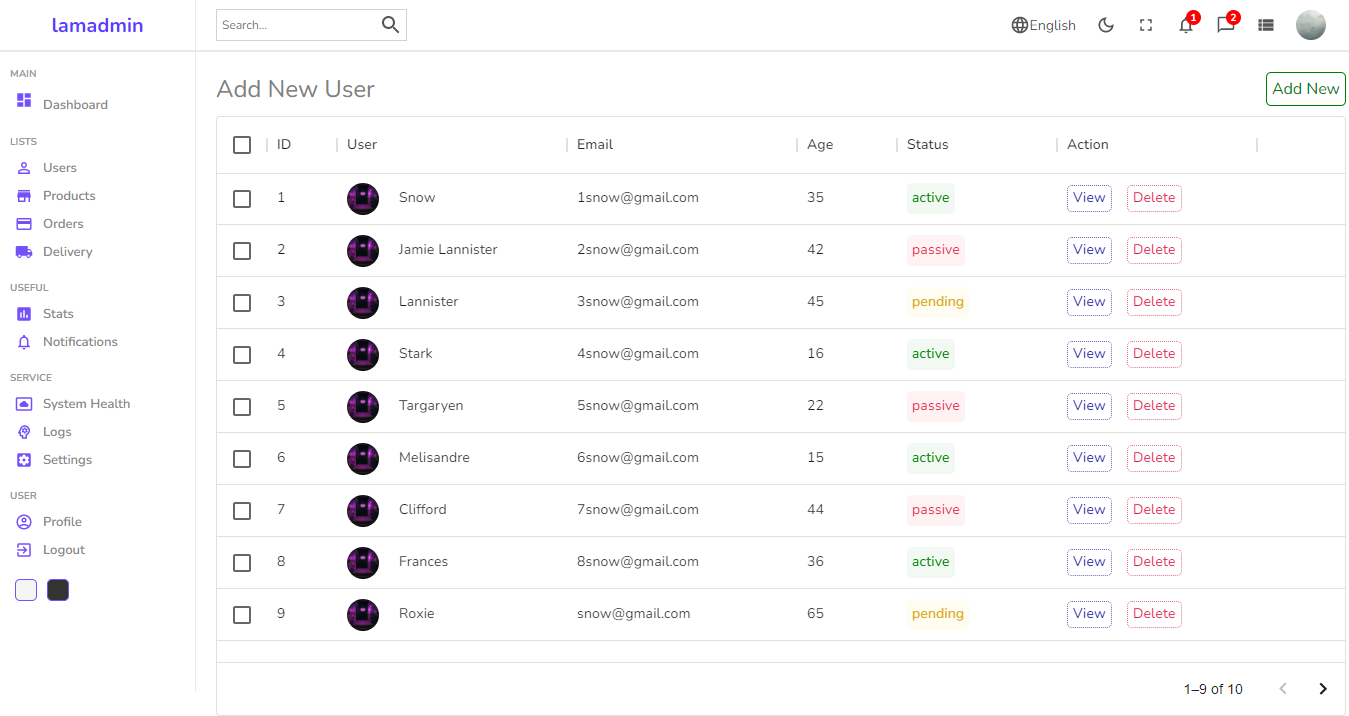 lamadmin
Search...
English
1
2
MAIN
Dashboard
LISTS
Users
Products
Orders
Delivery
USEFUL
Stats
Notifications
SERVICE
System Health
Logs
Settings
USER
Profile
Logout
Add New User
Add New
ID User Email Age Status Action
1 Snow 1snow@gmail.com 35 active View Delete
2 Jamie Lannister 2snow@gmail.com 42 passive View Delete
3 Lannister 3snow@gmail.com 45 pending View Delete
4 Stark 4snow@gmail.com 16 active View Delete
5 Targaryen 5snow@gmail.com 22 passive View Delete
6 Melisandre 6snow@gmail.com 15 active View Delete
7 Clifford 7snow@gmail.com 44 passive View Delete
8 Frances 8snow@gmail.com 36 active View Delete
9 Roxie snow@gmail.com 65 pending View Delete
1–9 of 10